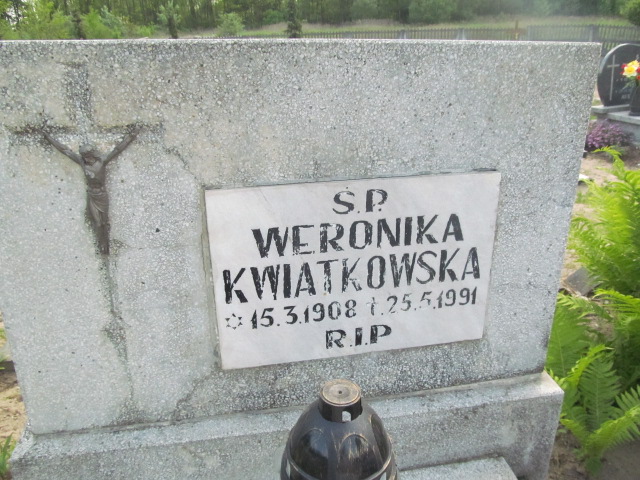 Ś.P.
WERONIKA
KWIATKOWSKA
✡15.3.1908 †.25.5.1991
R.I.P